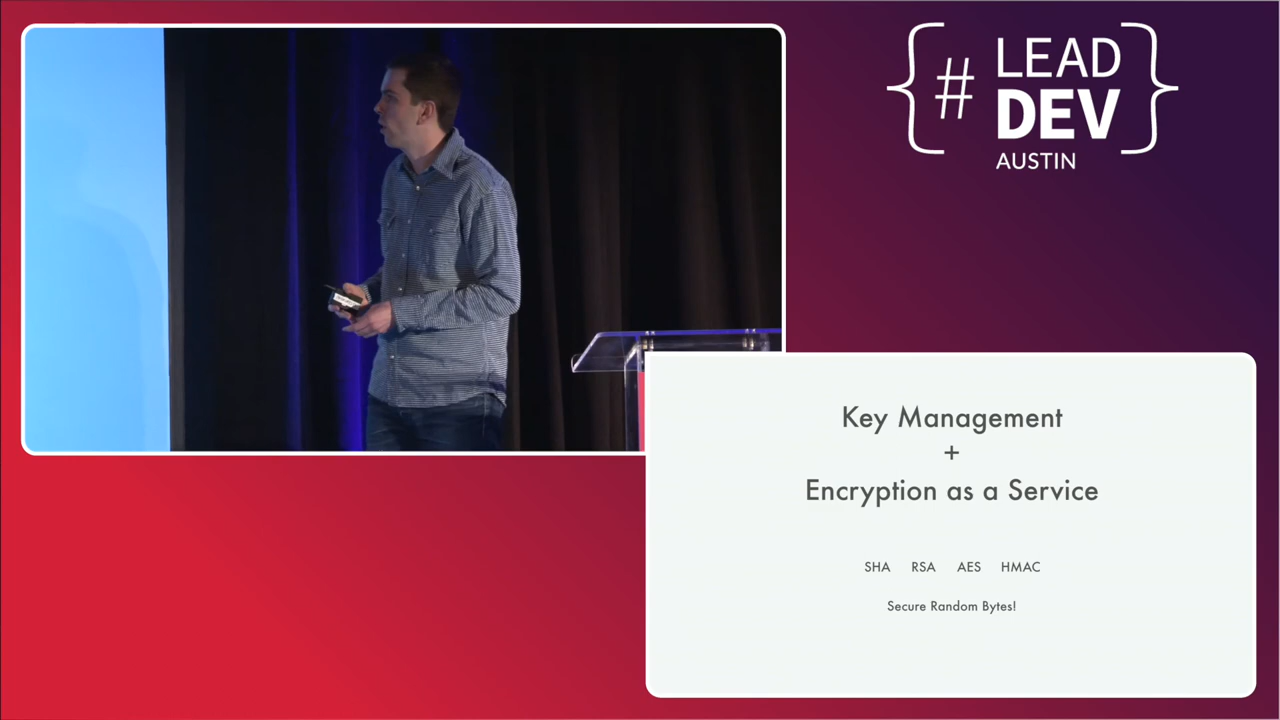 {# LEAD
DEV}
AUSTIN
Key Management
+
Encryption as a Service
SHA RSA AES HMAC
Secure Random Bytes!